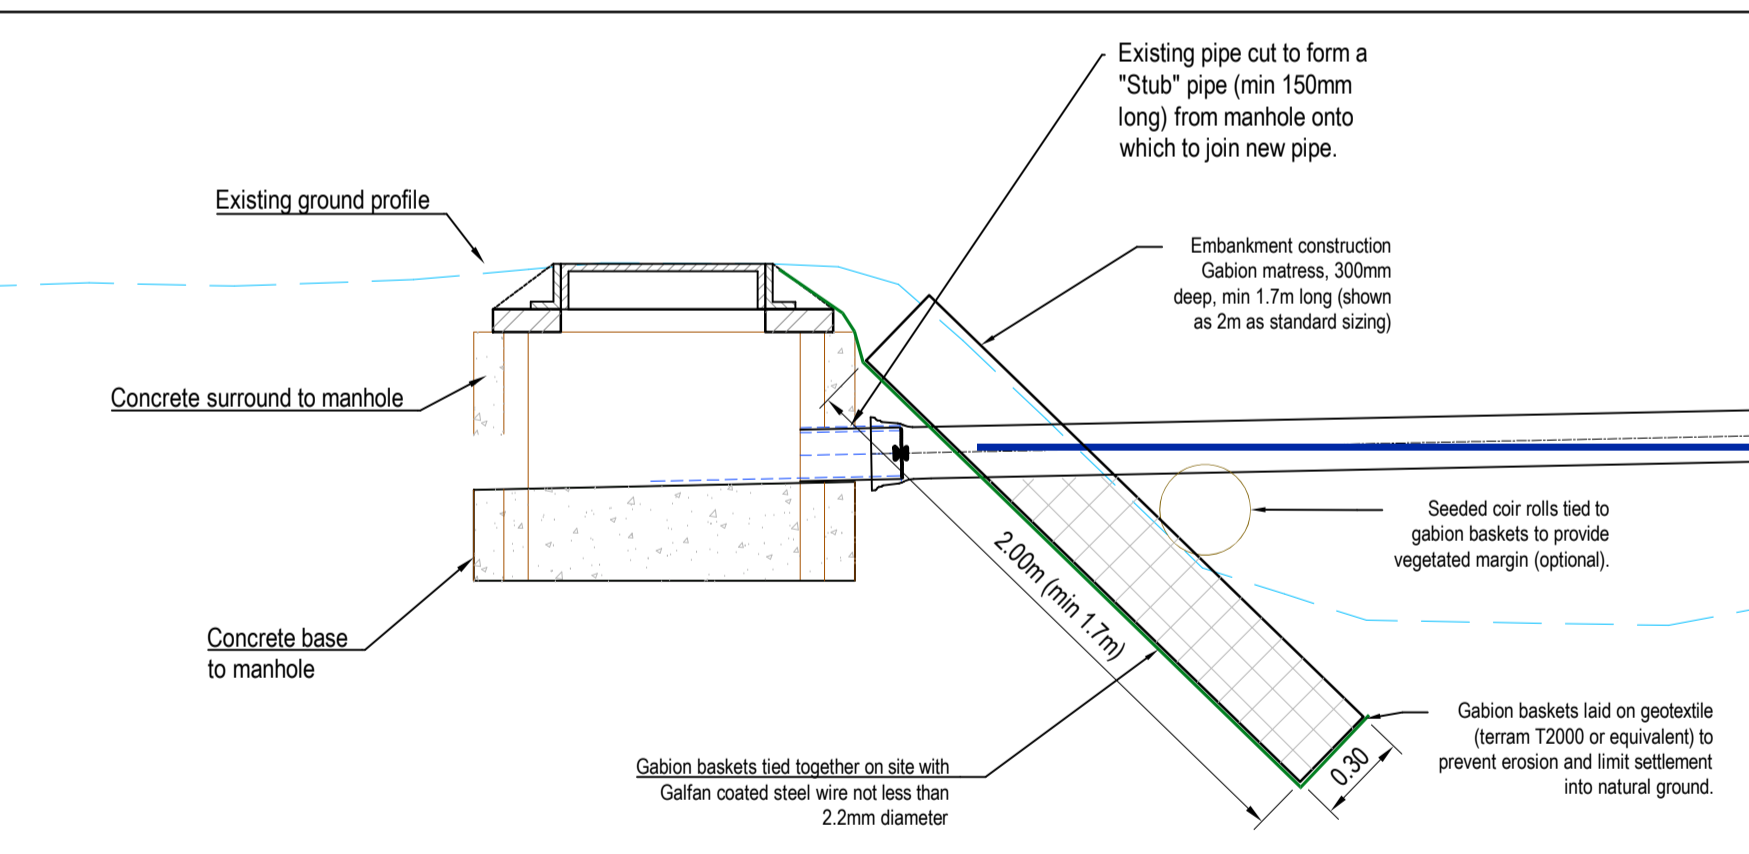 Existing pipe cut to form a
"Stub" pipe (min 150mm
long) from manhole onto
which to join new pipe.
Existing ground profile
Embankment construction
Gabion matress, 300mm
deep, min 1.7m long (shown
as 2m as standard sizing)
Concrete surround to manhole
Seeded coir rolls tied to
gabion baskets to provide
vegetated margin (optional).
2.00m (min 1.7m)
Concrete base
to manhole
Gabion baskets laid on geotextile
(terram T2000 or equivalent) to
prevent erosion and limit settlement
into natural ground.
0.30
Gabion baskets tied together on site with
Galfan coated steel wire not less than
2.2mm diameter